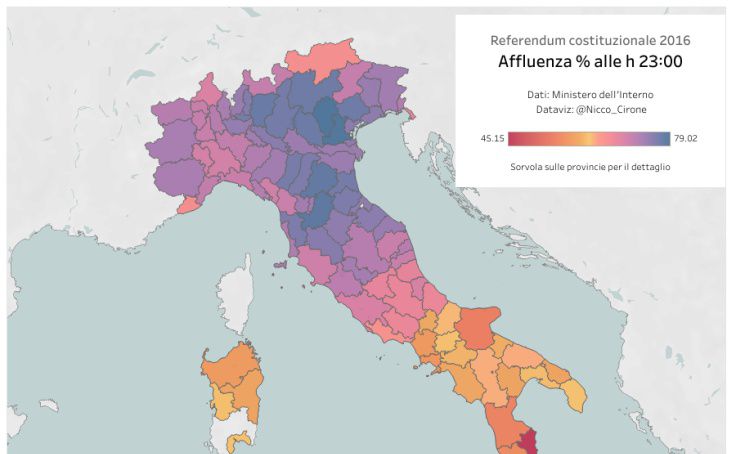 Referendum costituzionale 2016
Affluenza % alle h 23:00
Dati: Ministero dell'Interno
Dataviz: @Nicco_Cirone
45.15 79.02
Sorvola sulle provincie per il dettaglio